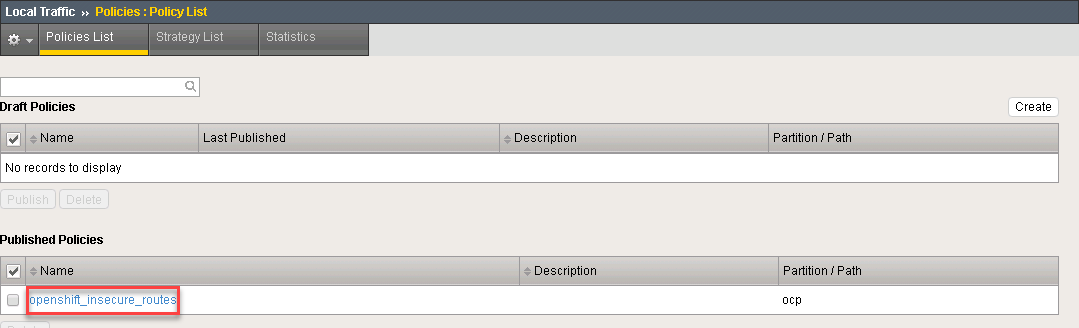 Local Traffic ›› Policies : Policy List
Policies List Strategy List Statistics
Draft Policies Create
Name Last Published Description Partition / Path
No records to display
Publish Delete
Published Policies
Name Description Partition / Path
openshift_insecure_routes ocp